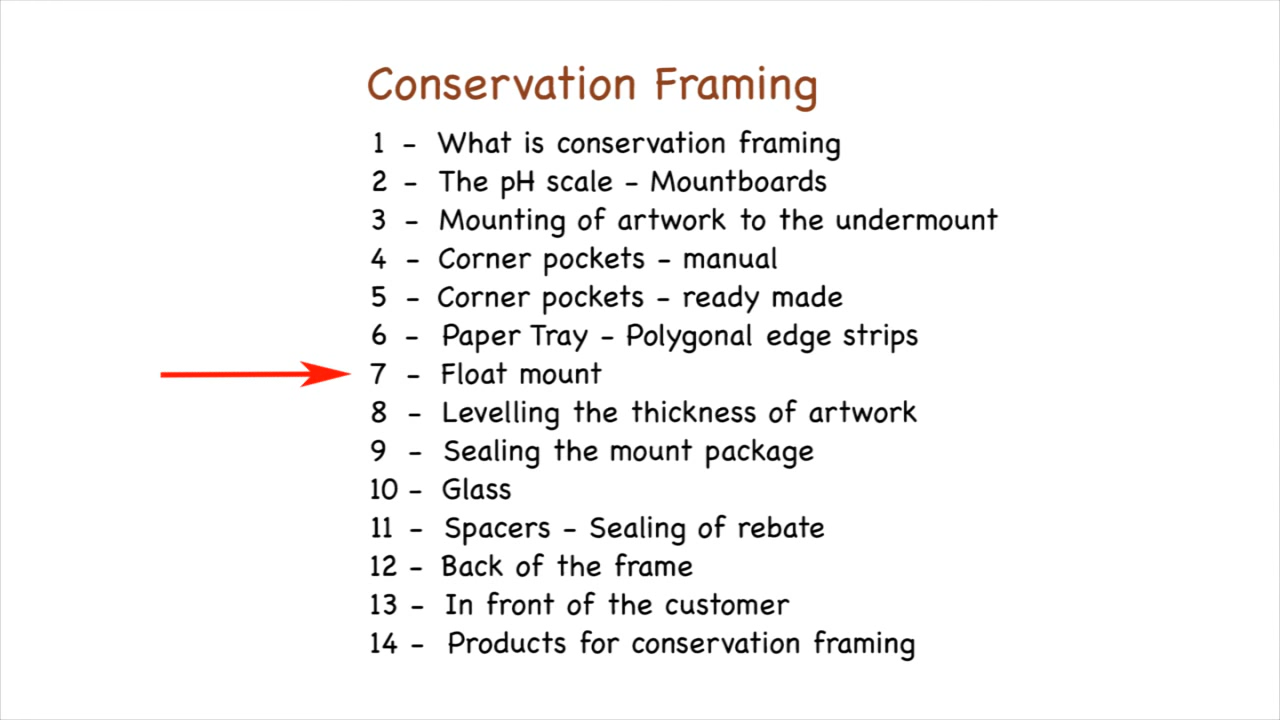 Conservation Framing
1 - What is conservation framing
2 - The pH scale - Mountboards
3 - Mounting of artwork to the undermount
4 - Corner pockets - manual
5 - Corner pockets - ready made
6 - Paper Tray - Polygonal edge strips
7 - Float mount
8 - Levelling the thickness of artwork
9 - Sealing the mount package
10 - Glass
11 - Spacers - Sealing of rebate
12 - Back of the frame
13 - In front of the customer
14 - Products for conservation framing